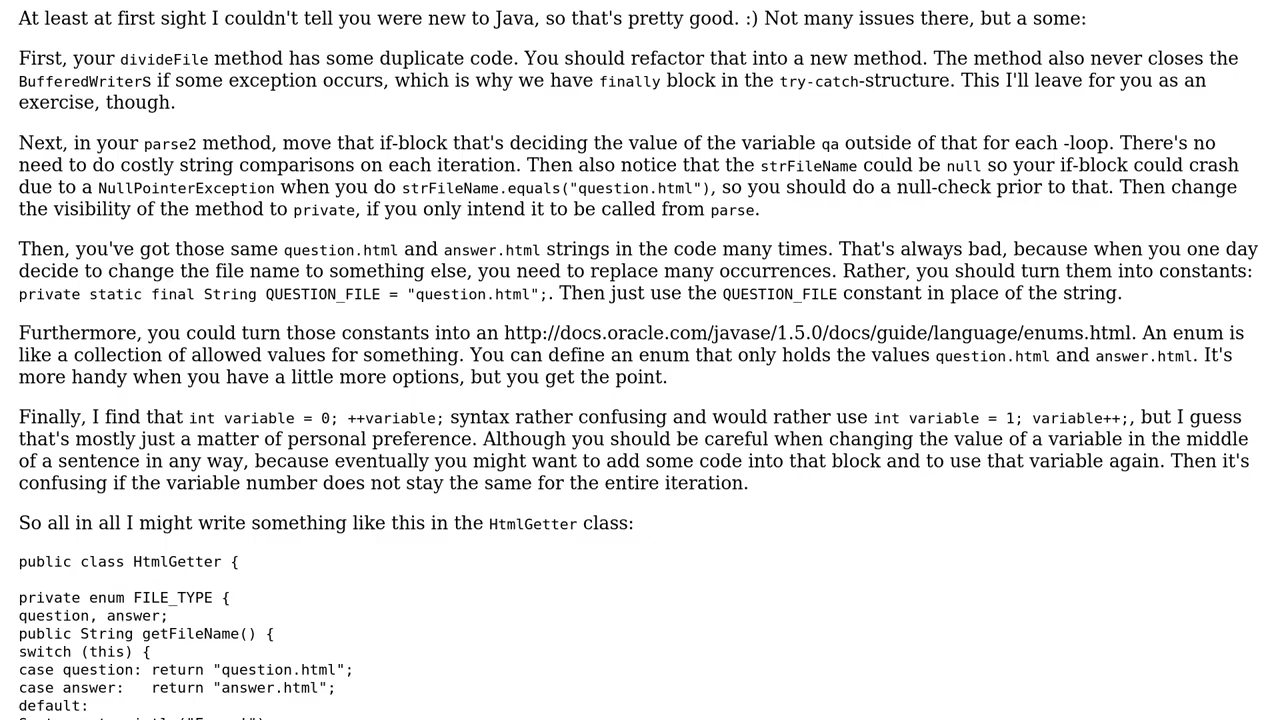 At least at first sight I couldn't tell you were new to Java, so that's pretty good. :) Not many issues there, but a some:
First, your divideFile method has some duplicate code. You should refactor that into a new method. The method also never closes the
BufferedWriters if some exception occurs, which is why we have finally block in the try-catch-structure. This I'll leave for you as an
exercise, though.
Next, in your parse2 method, move that if-block that's deciding the value of the variable qa outside of that for each -loop. There's no
need to do costly string comparisons on each iteration. Then also notice that the strFileName could be null so your if-block could crash
due to a NullPointerException when you do strFileName.equals("question.html"), so you should do a null-check prior to that. Then change
the visibility of the method to private, if you only intend it to be called from parse.
Then, you've got those same question.html and answer.html strings in the code many times. That's always bad, because when you one day
decide to change the file name to something else, you need to replace many occurrences. Rather, you should turn them into constants:
private static final String QUESTION_FILE = "question.html";. Then just use the QUESTION_FILE constant in place of the string.
Furthermore, you could turn those constants into an http://docs.oracle.com/javase/1.5.0/docs/guide/language/enums.html. An enum is
like a collection of allowed values for something. You can define an enum that only holds the values question.html and answer.html. It's
more handy when you have a little more options, but you get the point.
Finally, I find that int variable = 0; ++variable; syntax rather confusing and would rather use int variable = 1; variable++;, but I guess
that's mostly just a matter of personal preference. Although you should be careful when changing the value of a variable in the middle
of a sentence in any way, because eventually you might want to add some code into that block and to use that variable again. Then it's
confusing if the variable number does not stay the same for the entire iteration.
So all in all I might write something like this in the HtmlGetter class:
public class HtmlGetter {
private enum FILE_TYPE {
question, answer;
public String getFileName() {
switch (this) {
case question: return "question.html";
case answer:   return "answer.html";
default: